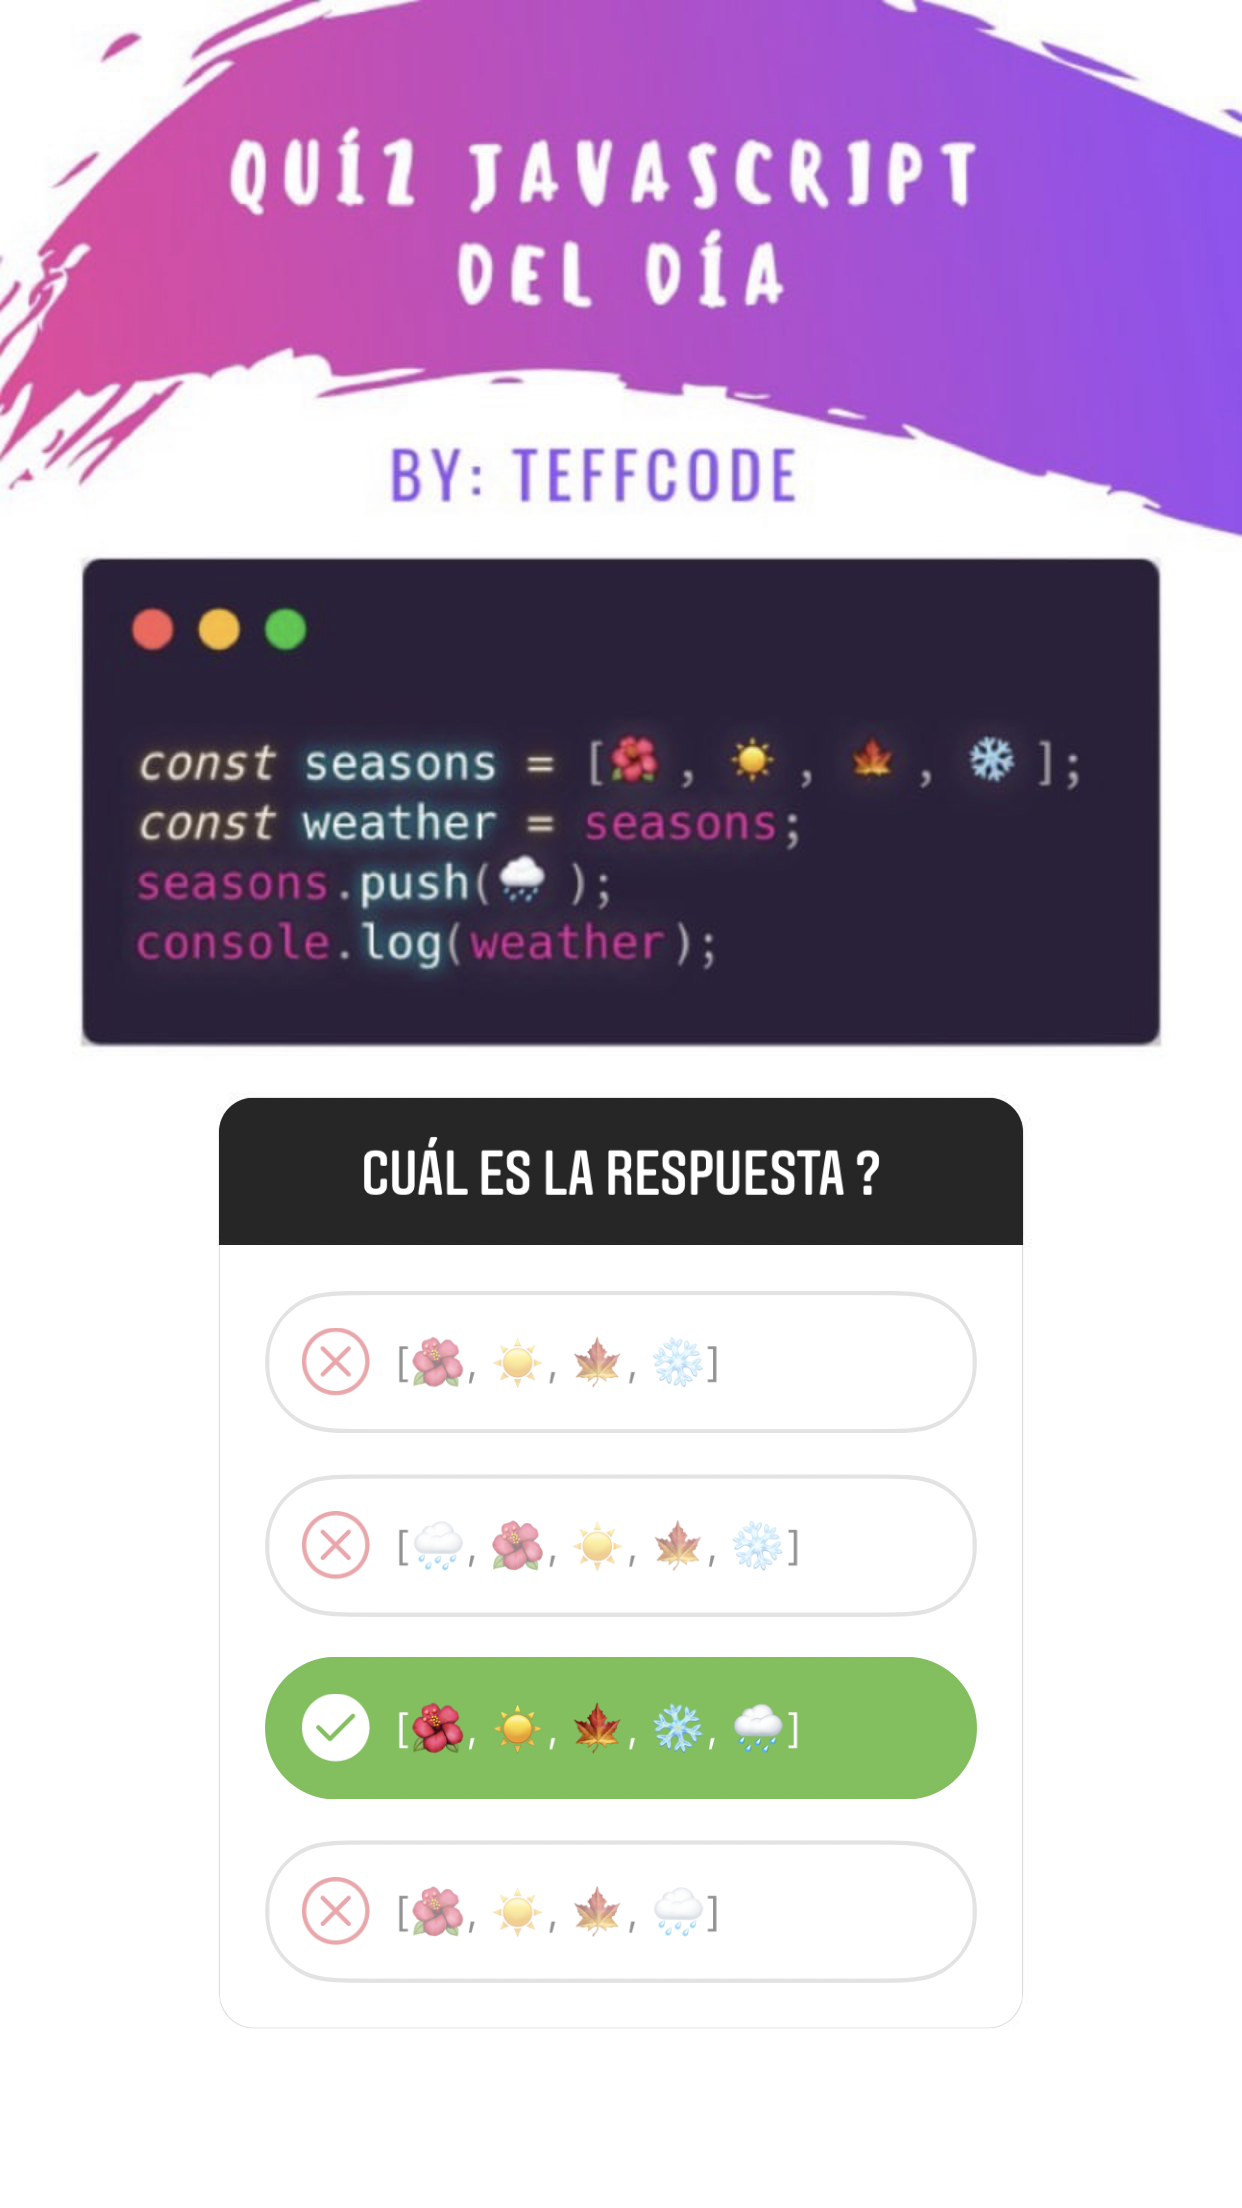 QUÍZ JAVASCRIPT
DEL DÍA
BY: TEFFCODE
const seasons = [🌺 , ☀️ , 🍁 , ❄️ ];
const weather = seasons;
seasons.push(🌧️ );
console.log(weather);
CUÁL ES LA RESPUESTA ?
[🌺, ☀️, 🍁, ❄️]
[🌧️, 🌺, ☀️, 🍁, ❄️]
[🌺, ☀️, 🍁, ❄️, 🌧️]
[🌺, ☀️, 🍁, 🌧️]